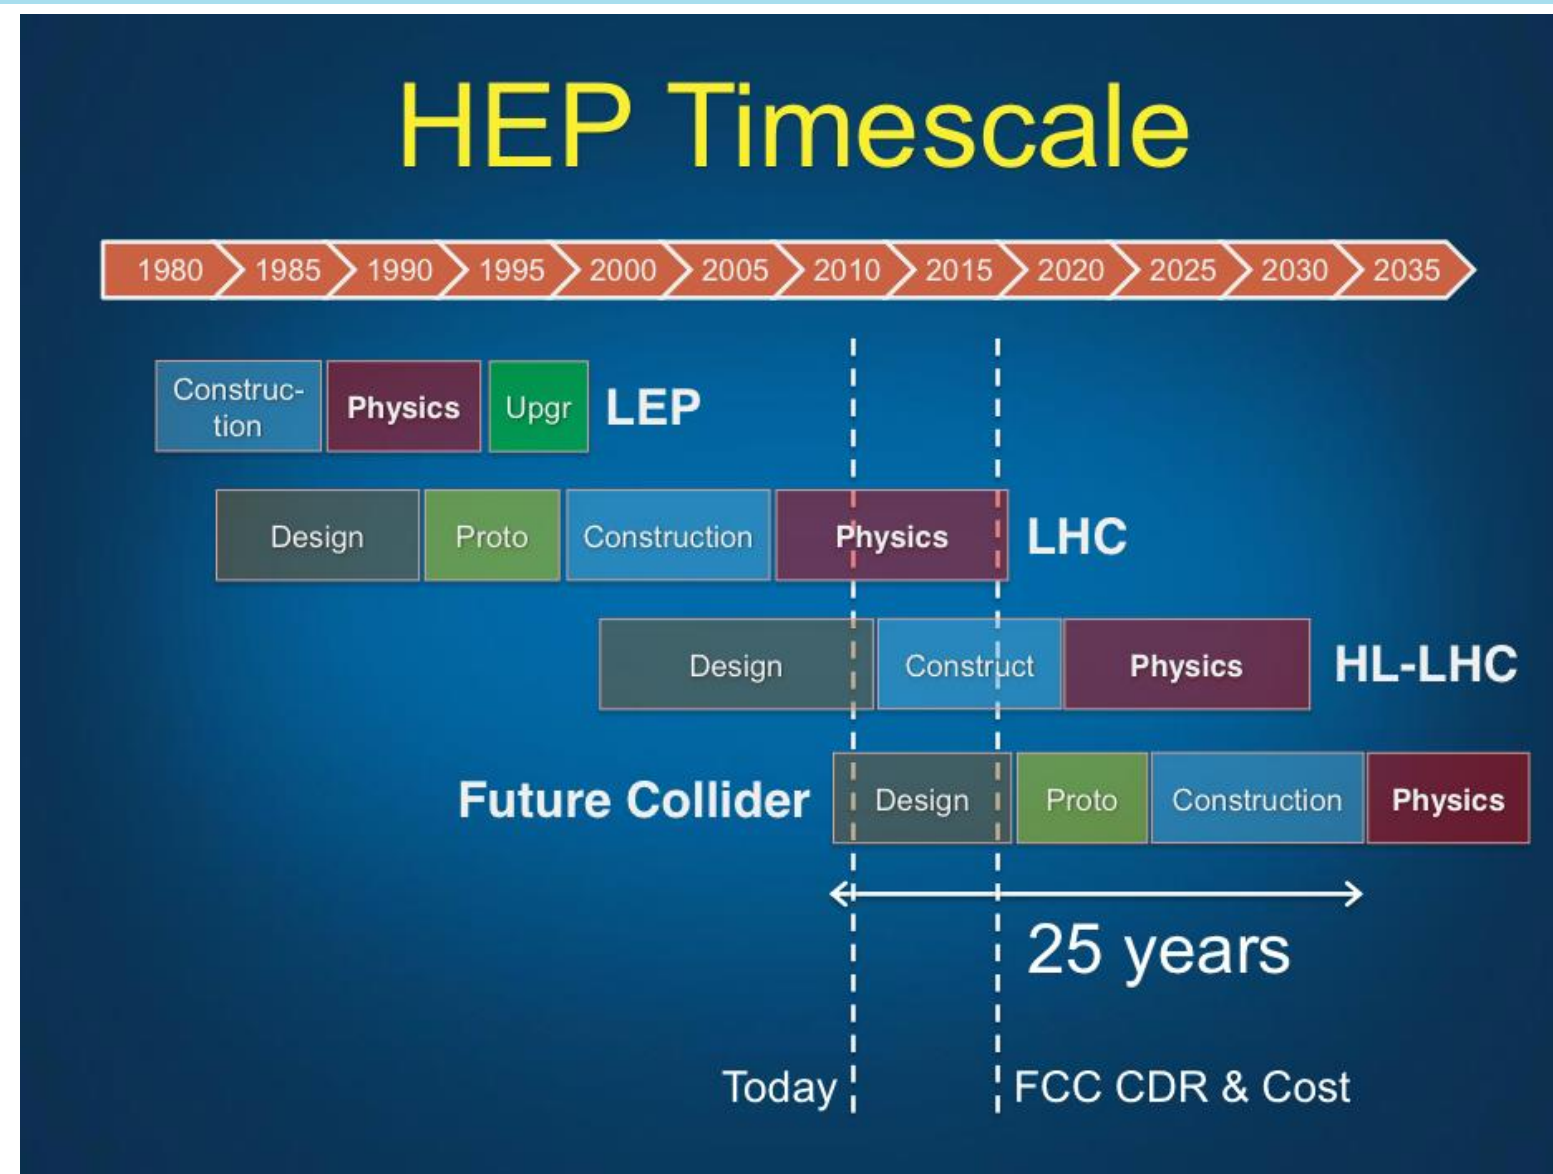 HEP Timescale
1980 1985 1990 1995 2000 2005 2010 2015 2020 2025 2030 2035
Construc-
tion
Physics Upgr LEP
Design Proto Construction Physics LHC
Design Construct Physics HL-LHC
Future Collider Design Proto Construction Physics
25 years
Today FCC CDR & Cost